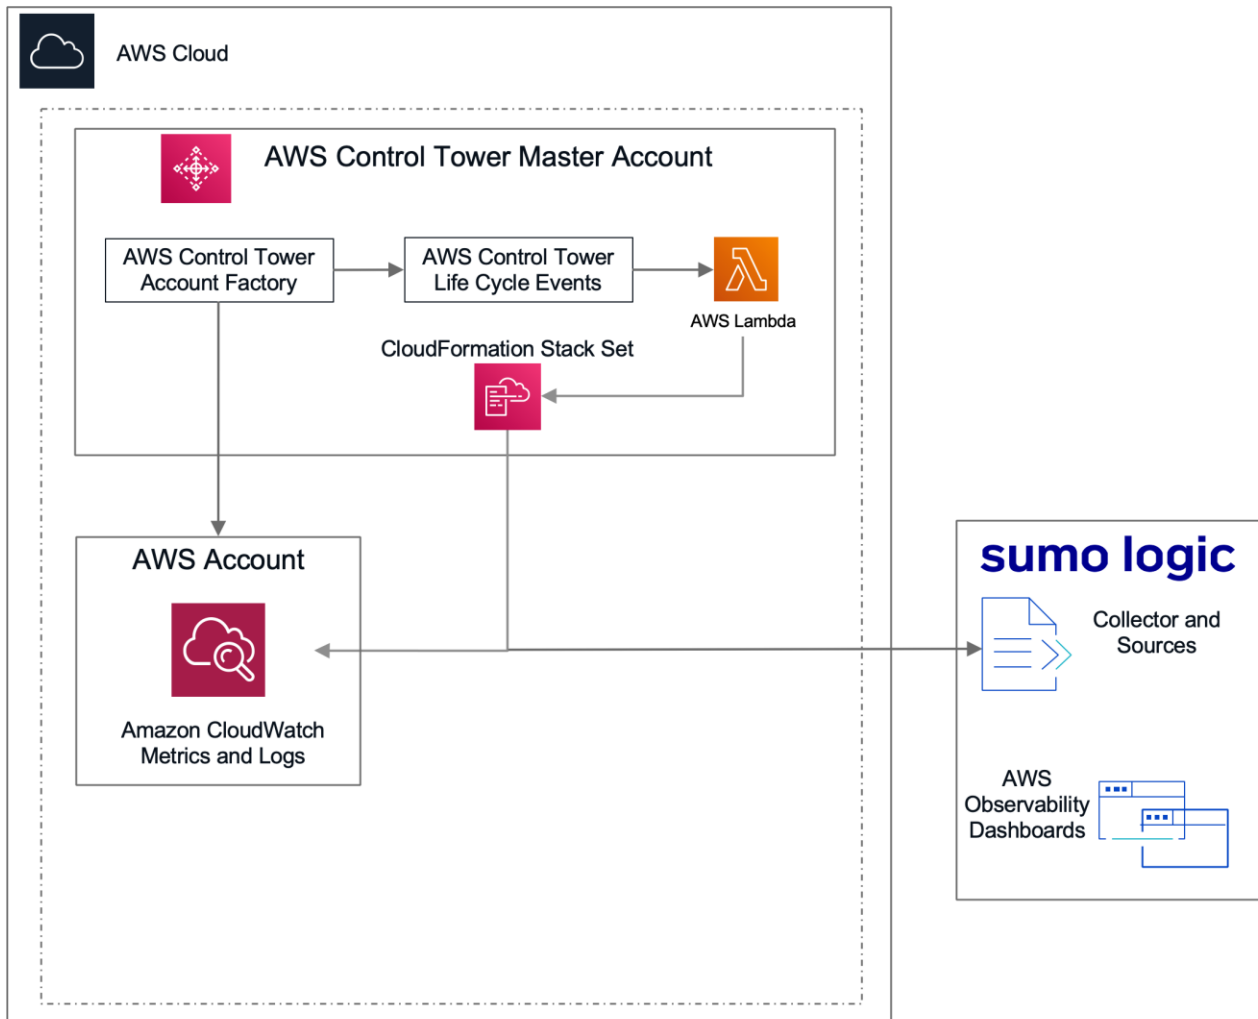 AWS Cloud
AWS Control Tower Master Account
AWS Control Tower
Account Factory
AWS Control Tower
Life Cycle Events
AWS Lambda
CloudFormation Stack Set
AWS Account
Amazon CloudWatch
Metrics and Logs
sumo logic
Collector and
Sources
AWS
Observability
Dashboards